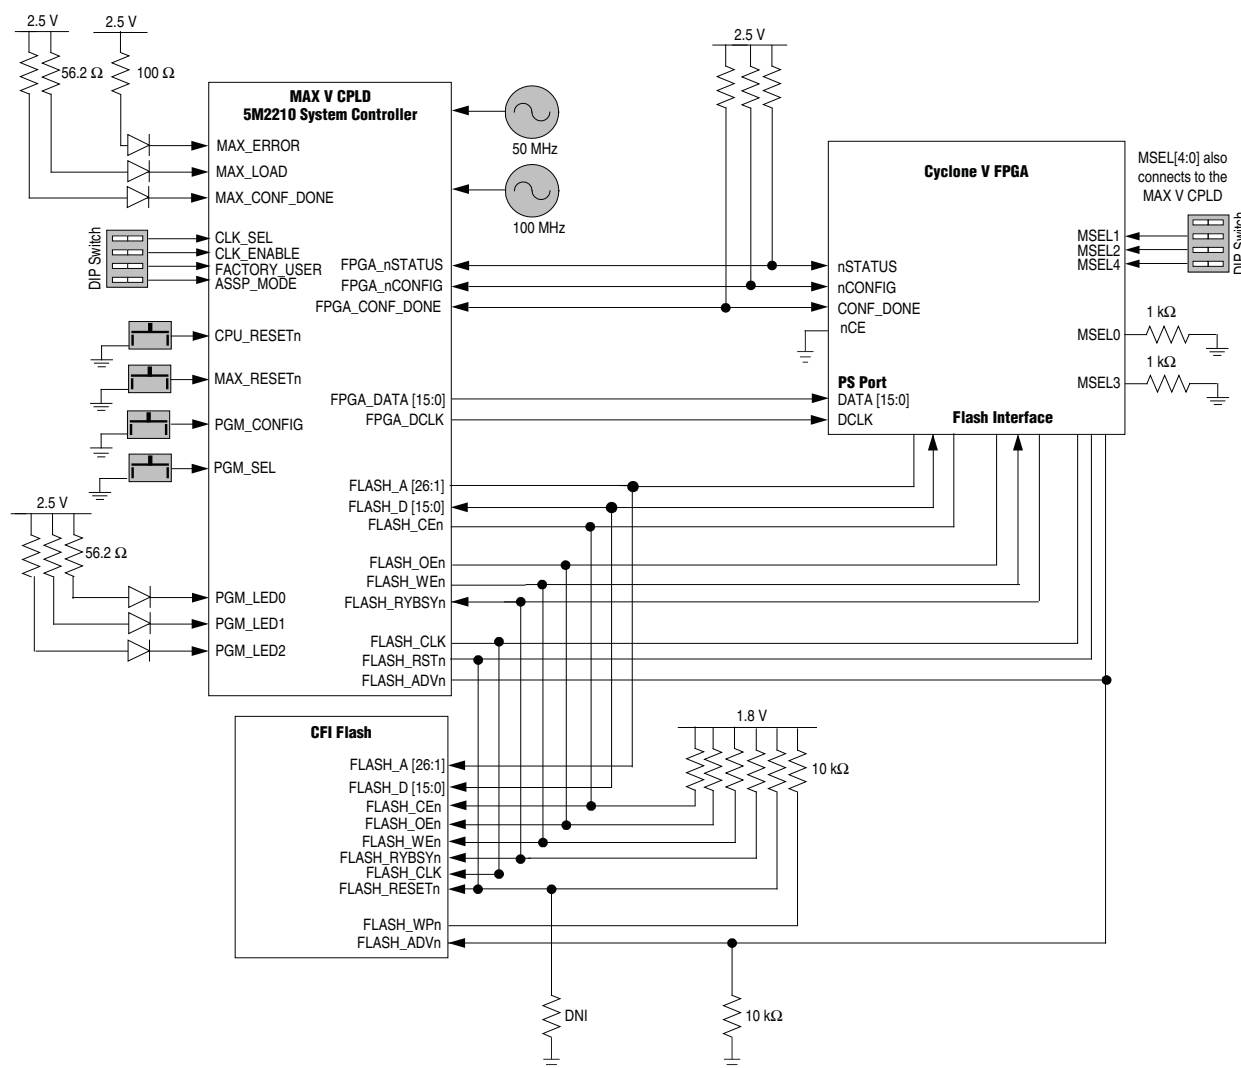 2.5 V
2.5 V
56.2 Ω
100 Ω
MAX V CPLD
5M2210 System Controller
MAX_ERROR
MAX_LOAD
MAX_CONF_DONE
DIP Switch
CLK_SEL
CLK_ENABLE
FACTORY_USER
ASSP_MODE
CPU_RESETn
MAX_RESETn
PGM_CONFIG
PGM_SEL
2.5 V
56.2 Ω
PGM_LED0
PGM_LED1
PGM_LED2
50 MHz
100 MHz
FPGA_nSTATUS
FPGA_nCONFIG
FPGA_CONF_DONE
FPGA_DATA [15:0]
FPGA_DCLK
FLASH_A [26:1]
FLASH_D [15:0]
FLASH_CEn
FLASH_OEn
FLASH_WEn
FLASH_RYBSYn
FLASH_CLK
FLASH_RSTn
FLASH_ADVn
2.5 V
Cyclone V FPGA
nSTATUS
nCONFIG
CONF_DONE
nCE
PS Port
DATA [15:0]
DCLK
Flash Interface
MSEL1
MSEL2
MSEL4
MSEL0
MSEL3
MSEL[4:0] also
connects to the
MAX V CPLD
DIP Switch
1 kΩ
1 kΩ
CFI Flash
FLASH_A [26:1]
FLASH_D [15:0]
FLASH_CEn
FLASH_OEn
FLASH_WEn
FLASH_RYBSYn
FLASH_CLK
FLASH_RESETn
FLASH_WPn
FLASH_ADVn
1.8 V
10 kΩ
DNI
10 kΩ